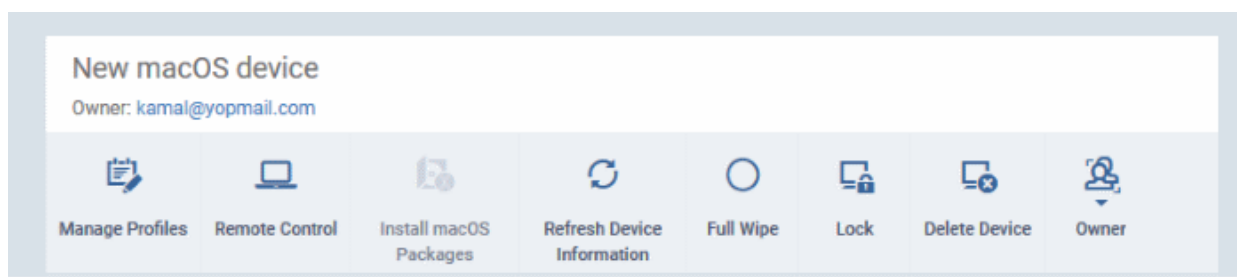 New macOS device
Owner: kamal@yopmail.com
Manage Profiles
Remote Control
Install macOS
Packages
Refresh Device
Information
Full Wipe
Lock
Delete Device
Owner